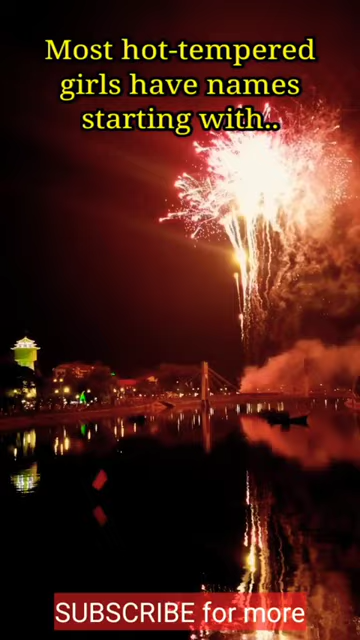 Most hot-tempered
girls have names
starting with..
SUBSCRIBE for more